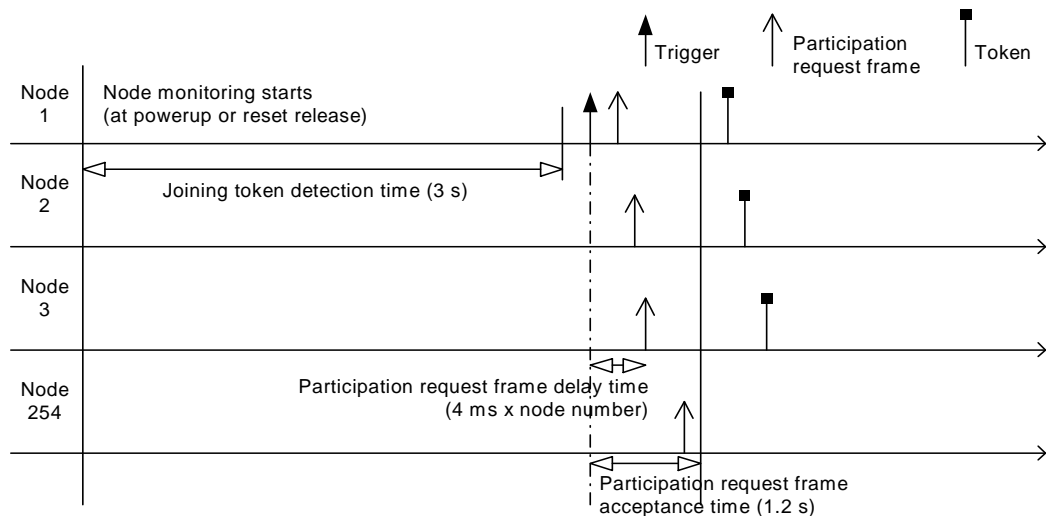 Trigger
Participation
request frame
Token
Node
1
Node monitoring starts
(at powerup or reset release)
Joining token detection time (3 s)
Node
2
Node
3
Participation request frame delay time
(4 ms x node number)
Node
254
Participation request frame
acceptance time (1.2 s)